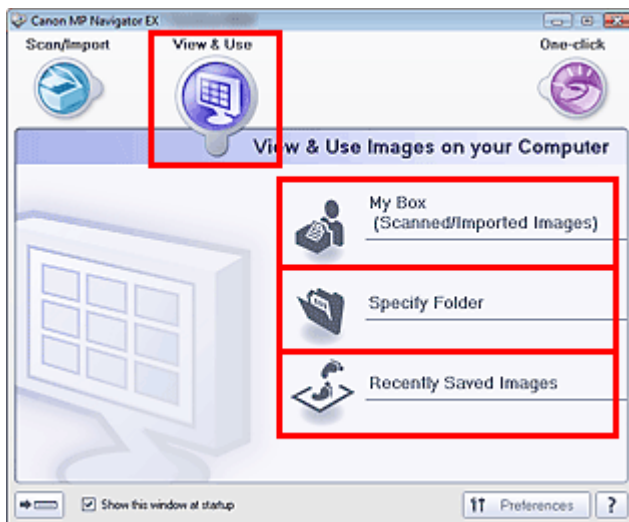 Canon MP Navigator EX
Scan/Import
View & Use
One-click
View & Use Images on your Computer
My Box
(Scanned/Imported Images)
Specify Folder
Recently Saved Images
Show this window at startup
Preferences
?